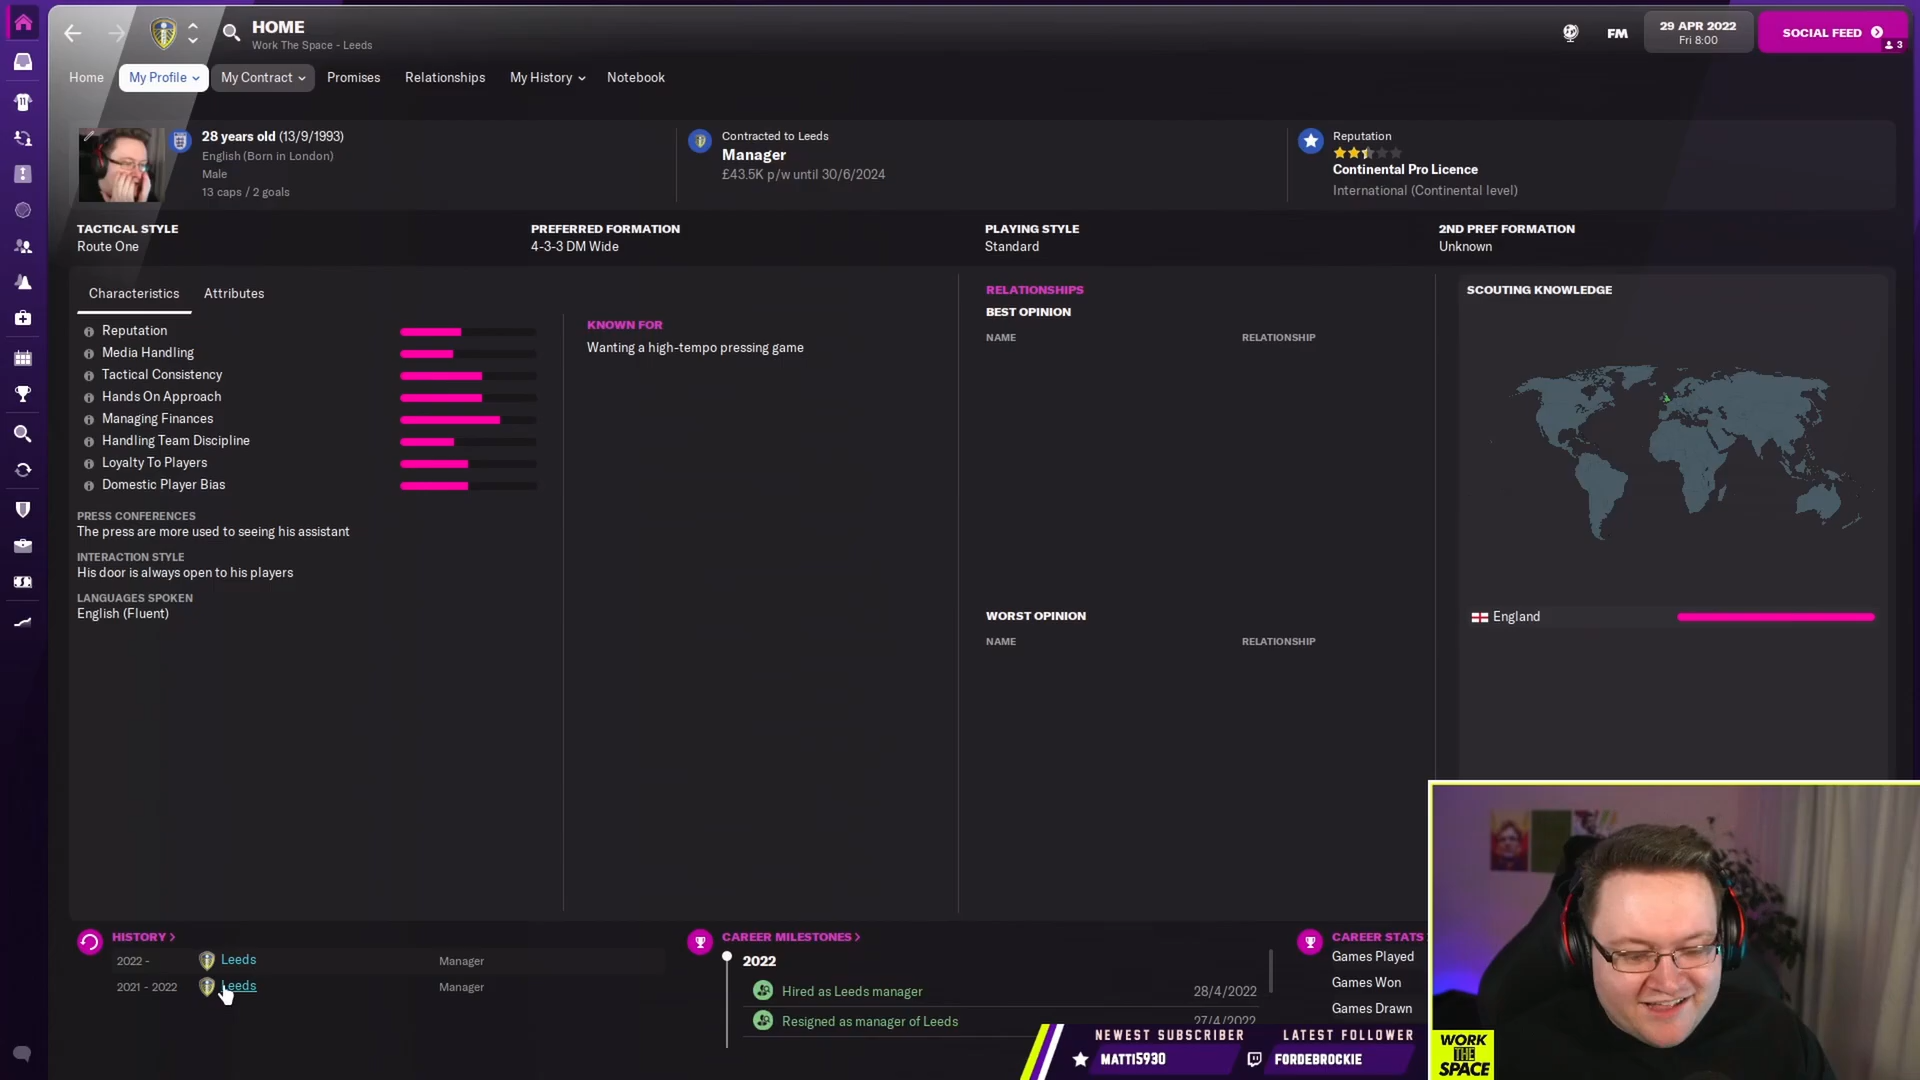 HOME
Work The Space - Leeds
FM
29 APR 2022
Fri 8:00
SOCIAL FEED
3
Home
My Profile
My Contract
Promises
Relationships
My History
Notebook
28 years old (13/9/1993)
English (Born in London)
Male
13 caps / 2 goals
Contracted to Leeds
Manager
£43.5K p/w until 30/6/2024
Reputation
Continental Pro Licence
International (Continental level)
TACTICAL STYLE
Route One
PREFERRED FORMATION
4-3-3 DM Wide
PLAYING STYLE
Standard
2ND PREF FORMATION
Unknown
Characteristics
Attributes
Reputation
Media Handling
Tactical Consistency
Hands On Approach
Managing Finances
Handling Team Discipline
Loyalty To Players
Domestic Player Bias
PRESS CONFERENCES
The press are more used to seeing his assistant
INTERACTION STYLE
His door is always open to his players
LANGUAGES SPOKEN
English (Fluent)
KNOWN FOR
Wanting a high-tempo pressing game
RELATIONSHIPS
BEST OPINION
NAME RELATIONSHIP
WORST OPINION
NAME RELATIONSHIP
SCOUTING KNOWLEDGE
England
HISTORY >
2022 - Leeds Manager
2021 - 2022 Leeds Manager
CAREER MILESTONES >
2022
Hired as Leeds manager 28/4/2022
Resigned as manager of Leeds 27/4/2022
CAREER STATS
Games Played
Games Won
Games Drawn
NEWEST SUBSCRIBER
MATTI5930
LATEST FOLLOWER
FORDEBROCKIE
WORK
THE
SPACE